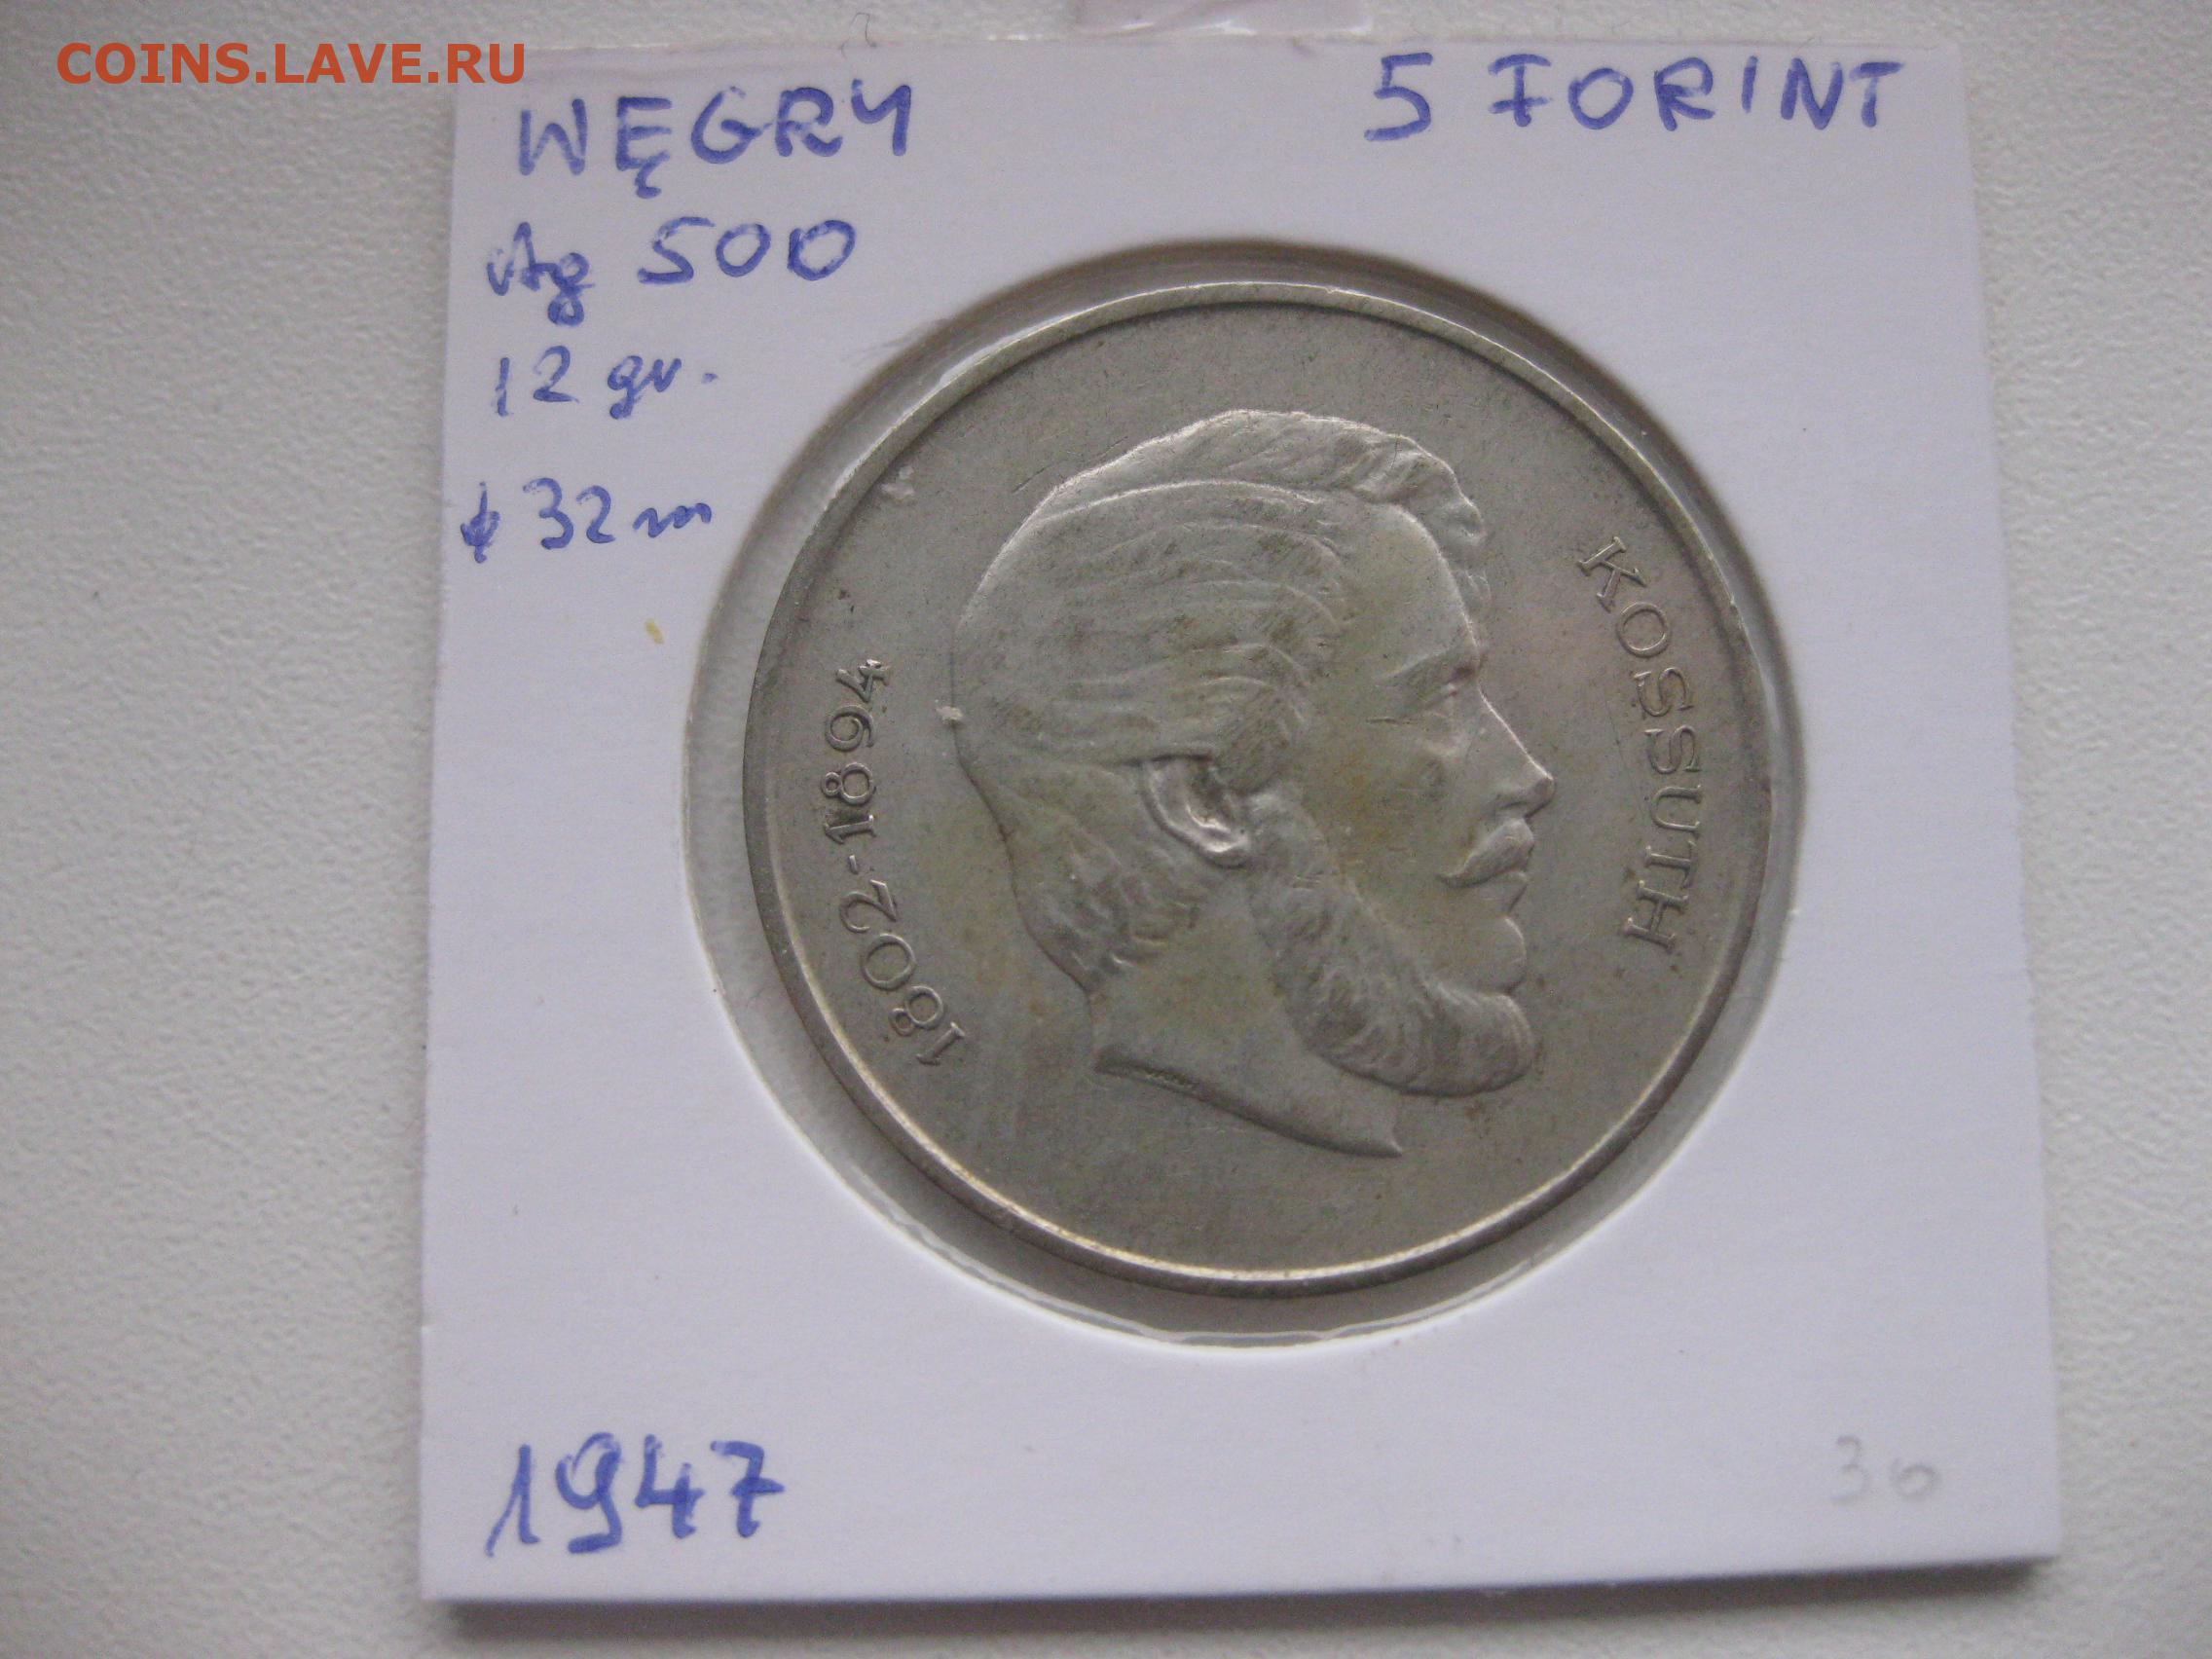 COINS.LAVE.RU
WĘGRY
5 FORINT
Ag 500
12 gr.
ϕ 32 m
KOSSUTH
1802-1894
1947
30